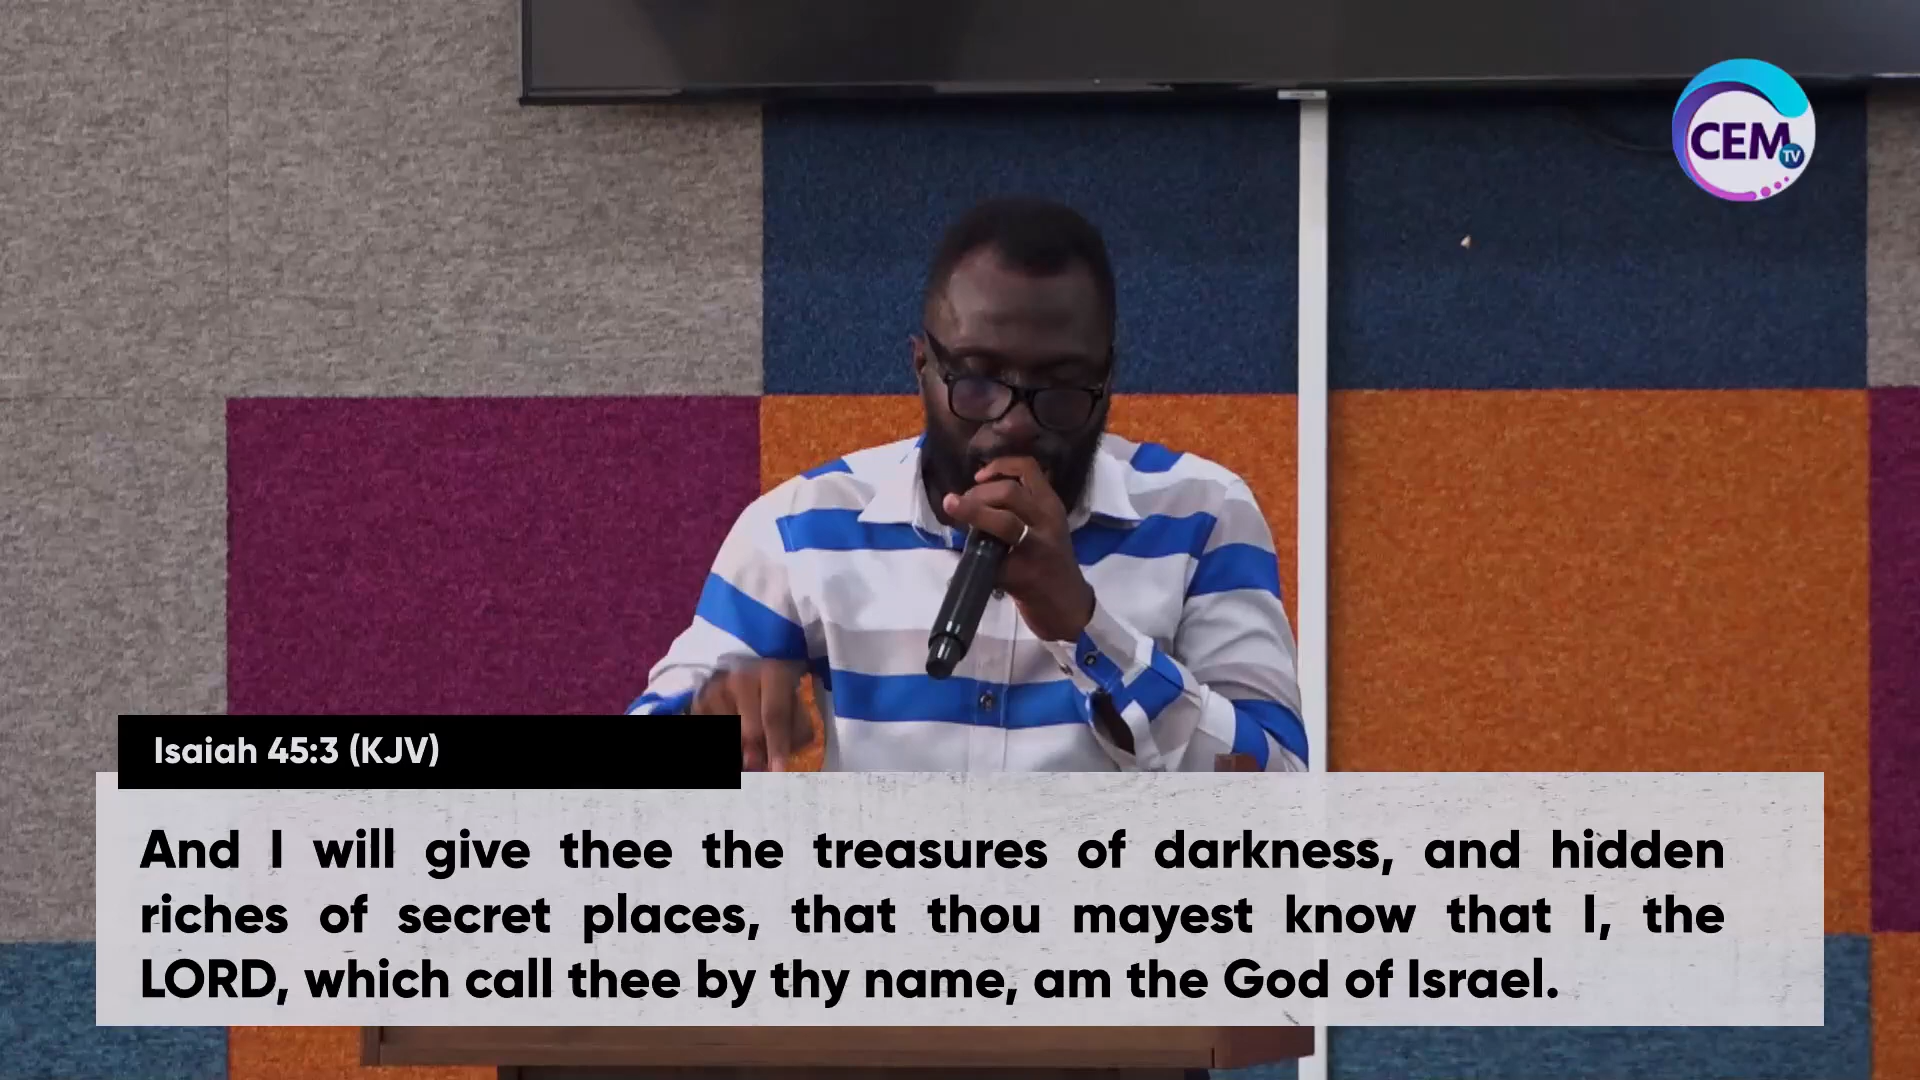 CEM
TV
Isaiah 45:3 (KJV)
And I will give thee the treasures of darkness, and hidden
riches of secret places, that thou mayest know that I, the
LORD, which call thee by thy name, am the God of Israel.